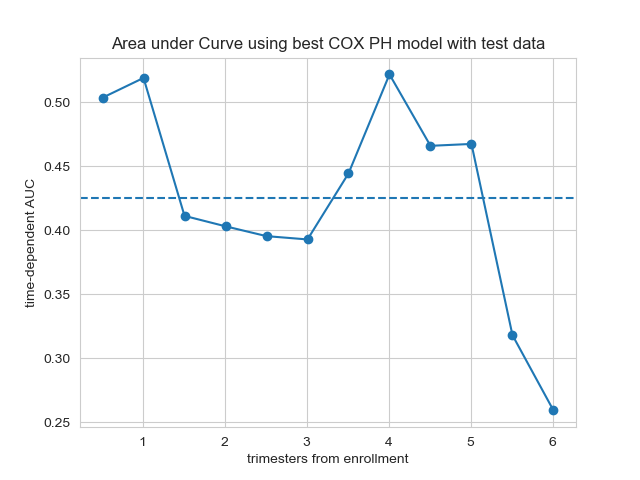 Area under Curve using best COX PH model with test data
time-dependent AUC
0.50
0.45
0.40
0.35
0.30
0.25
1 2 3 4 5 6
trimesters from enrollment